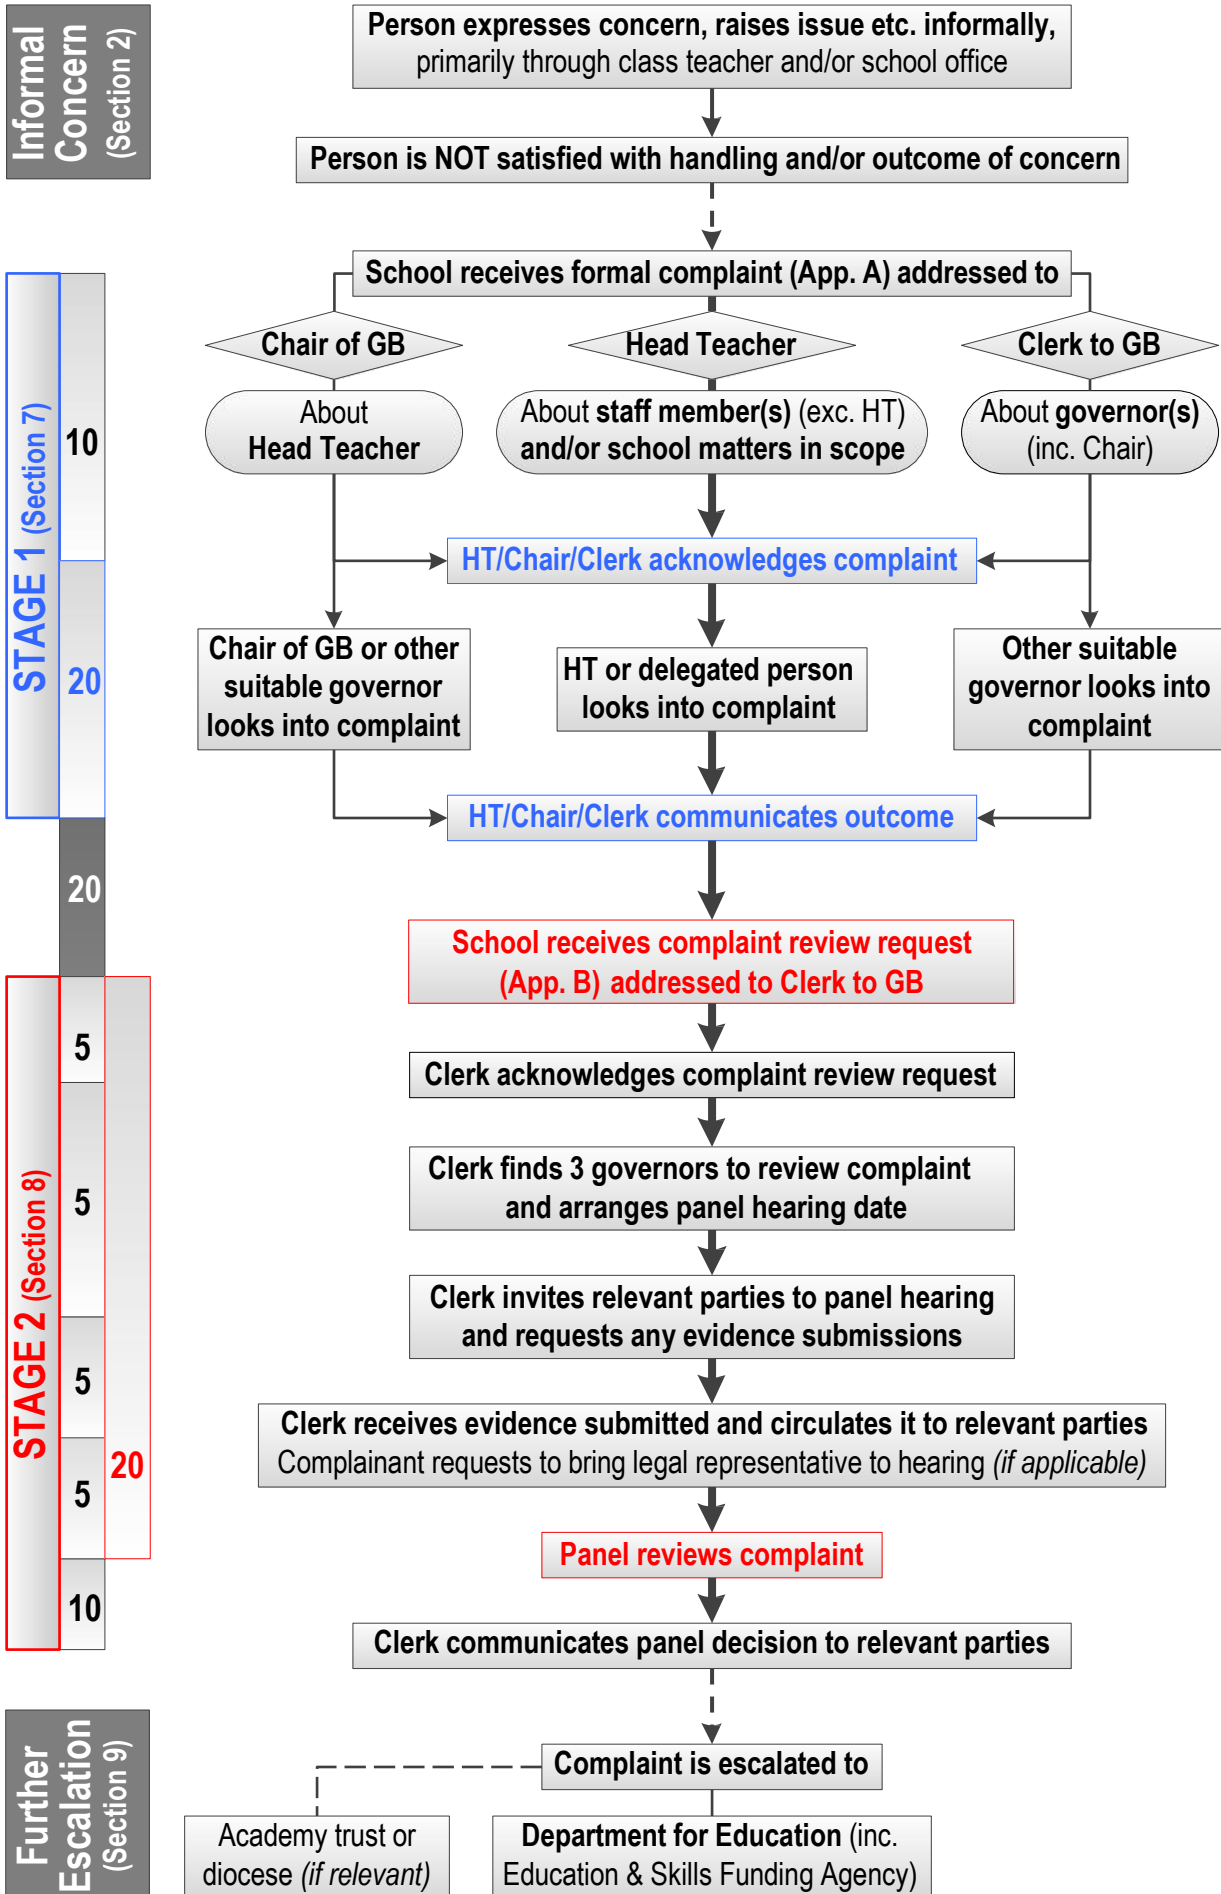 Informal
Concern
(Section 2)
Person expresses concern, raises issue etc. informally,
primarily through class teacher and/or school office
Person is NOT satisfied with handling and/or outcome of concern
STAGE 1 (Section 7)
10
20
School receives formal complaint (App. A) addressed to
Chair of GB
Head Teacher
Clerk to GB
About
Head Teacher
About staff member(s) (exc. HT)
and/or school matters in scope
About governor(s)
(inc. Chair)
HT/Chair/Clerk acknowledges complaint
Chair of GB or other
suitable governor
looks into complaint
HT or delegated person
looks into complaint
Other suitable
governor looks into
complaint
HT/Chair/Clerk communicates outcome
20
STAGE 2 (Section 8)
5
5
5
5
20
10
School receives complaint review request
(App. B) addressed to Clerk to GB
Clerk acknowledges complaint review request
Clerk finds 3 governors to review complaint
and arranges panel hearing date
Clerk invites relevant parties to panel hearing
and requests any evidence submissions
Clerk receives evidence submitted and circulates it to relevant parties
Complainant requests to bring legal representative to hearing (if applicable)
Panel reviews complaint
Clerk communicates panel decision to relevant parties
Further
Escalation
(Section 9)
Complaint is escalated to
Academy trust or
diocese (if relevant)
Department for Education (inc.
Education & Skills Funding Agency)